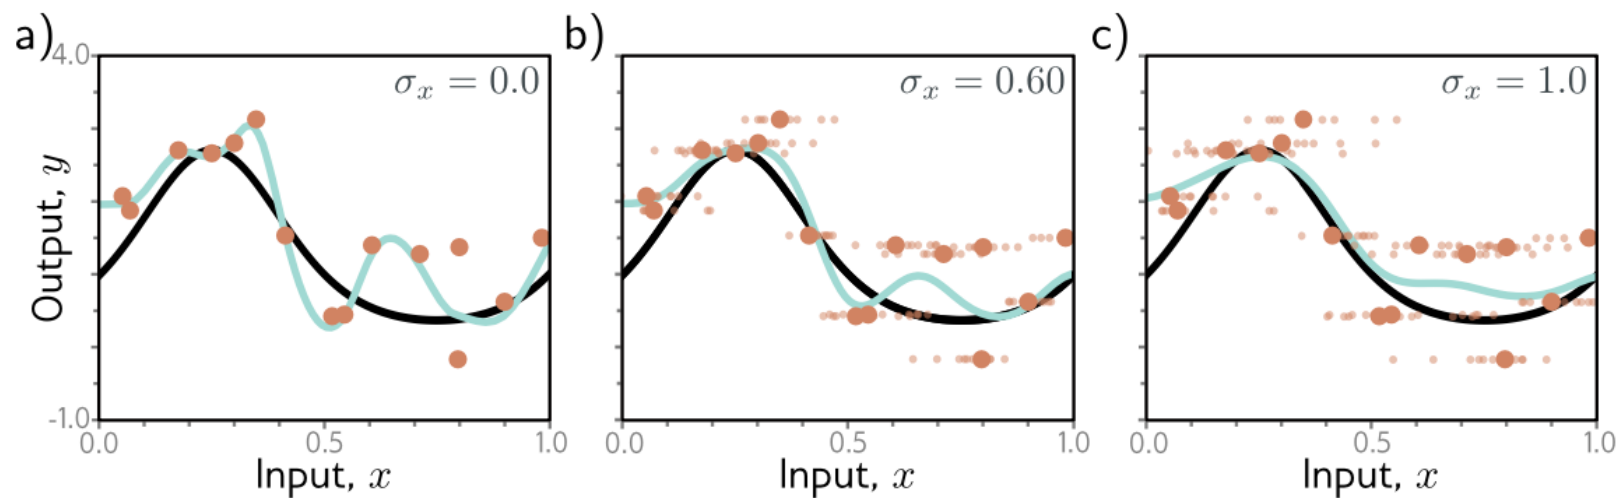 a)
4.0
σₓ = 0.0
Output, y
-1.0
0.0
0.5
1.0
Input, x
b)
σₓ = 0.60
0.0
0.5
1.0
Input, x
c)
σₓ = 1.0
0.0
0.5
1.0
Input, x